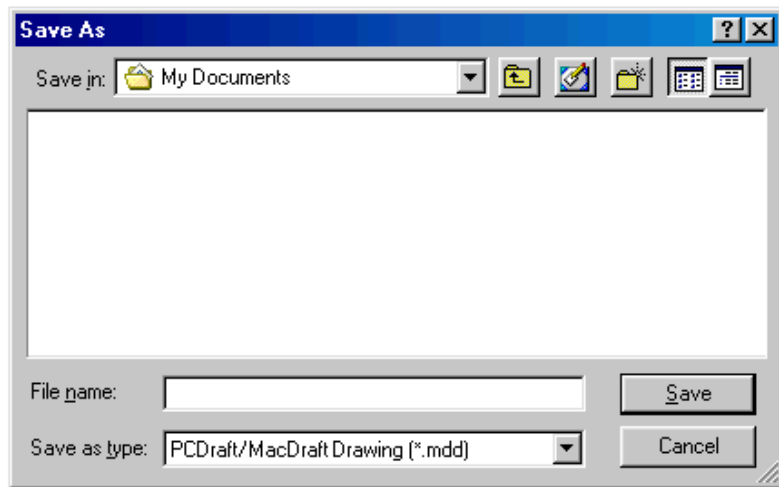 Save As
Save in: My Documents
File name:
Save
Save as type: PCDraft/MacDraft Drawing (*.mdd)
Cancel